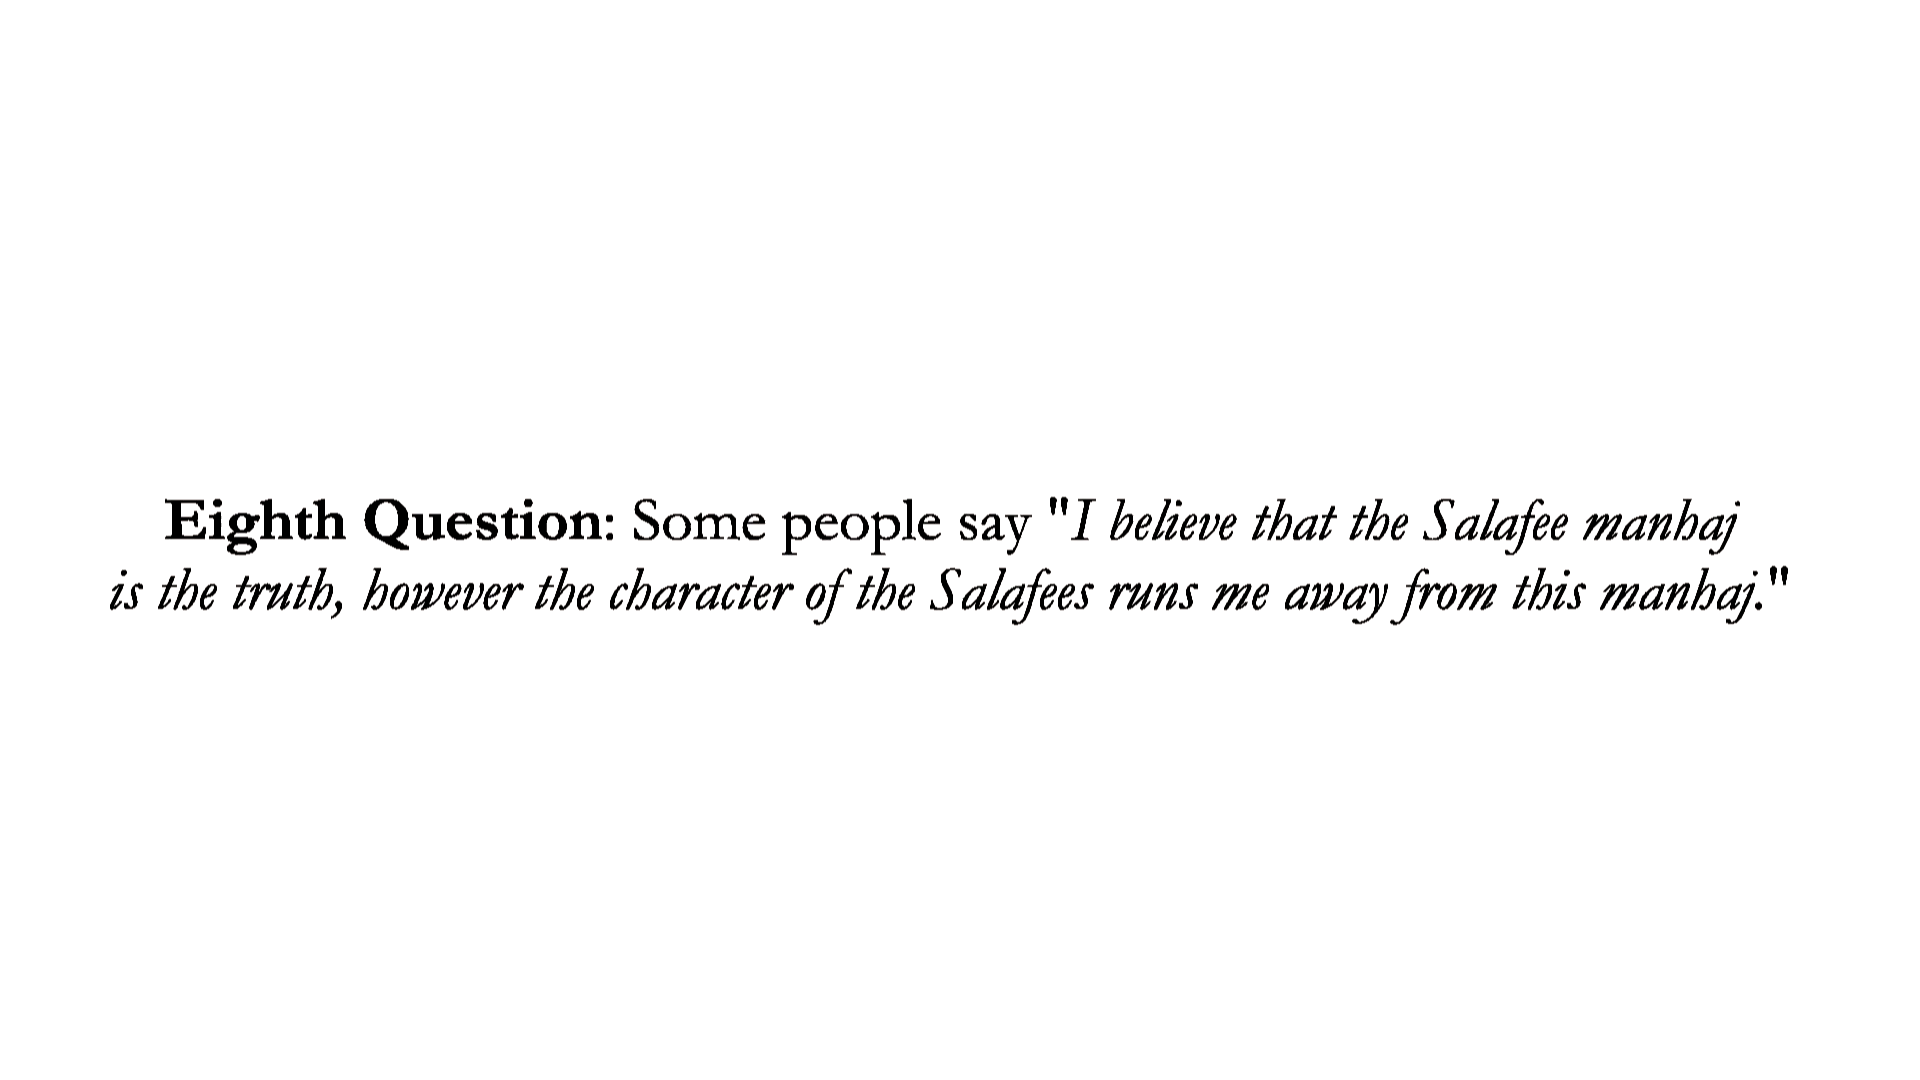 Eighth Question: Some people say "I believe that the Salafee manhaj
is the truth, however the character of the Salafees runs me away from this manhaj."